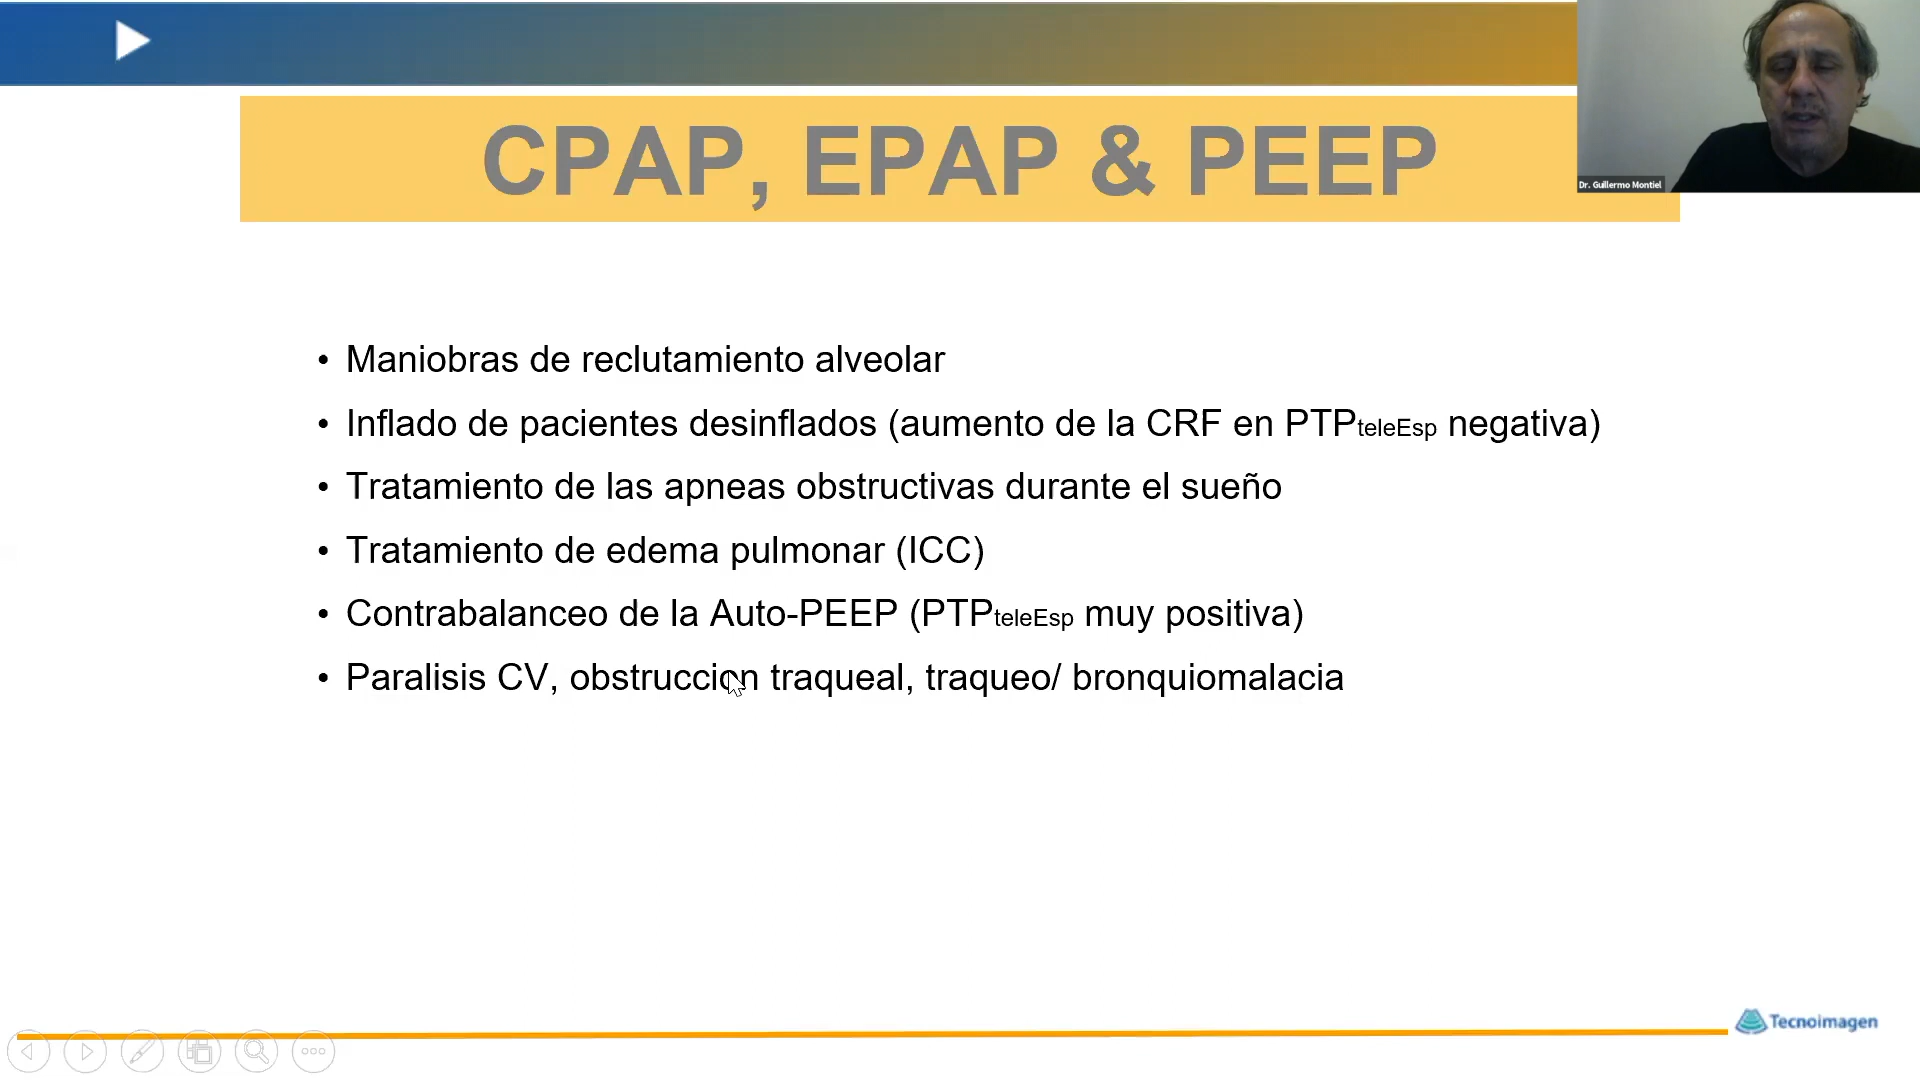 CPAP, EPAP & PEEP
Dr. Guillermo Montiel
• Maniobras de reclutamiento alveolar
• Inflado de pacientes desinflados (aumento de la CRF en PTPteleEsp negativa)
• Tratamiento de las apneas obstructivas durante el sueño
• Tratamiento de edema pulmonar (ICC)
• Contrabalanceo de la Auto-PEEP (PTPteleEsp muy positiva)
• Paralisis CV, obstruccion traqueal, traqueo/ bronquiomalacia
Tecnoimagen